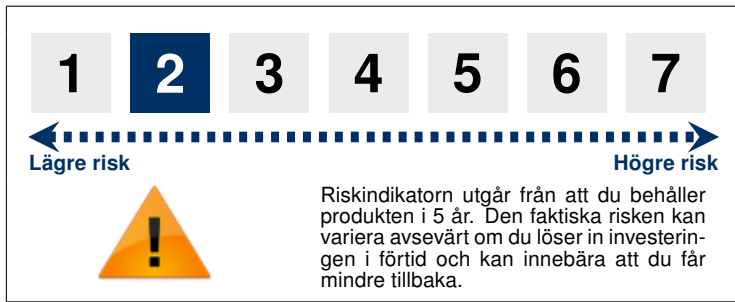 1 2 3 4 5 6 7
Lägre risk Högre risk
!
Riskindikatorn utgår från att du behåller
produkten i 5 år. Den faktiska risken kan
variera avsevärt om du löser in investerin-
gen i förtid och kan innebära att du får
mindre tillbaka.